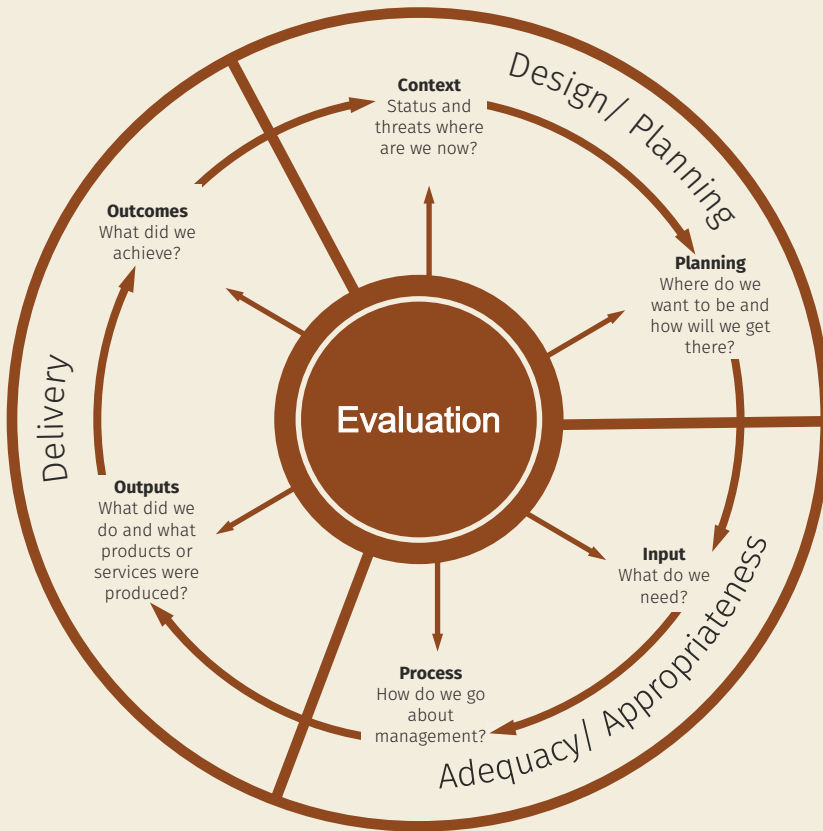 Design/ Planning
Context
Status and
threats where
are we now?
Planning
Where do we
want to be and
how will we get
there?
Adequacy/ Appropriateness
Input
What do we
need?
Process
How do we go
about
management?
Delivery
Outputs
What did we
do and what
products or
services were
produced?
Outcomes
What did we
achieve?
Evaluation